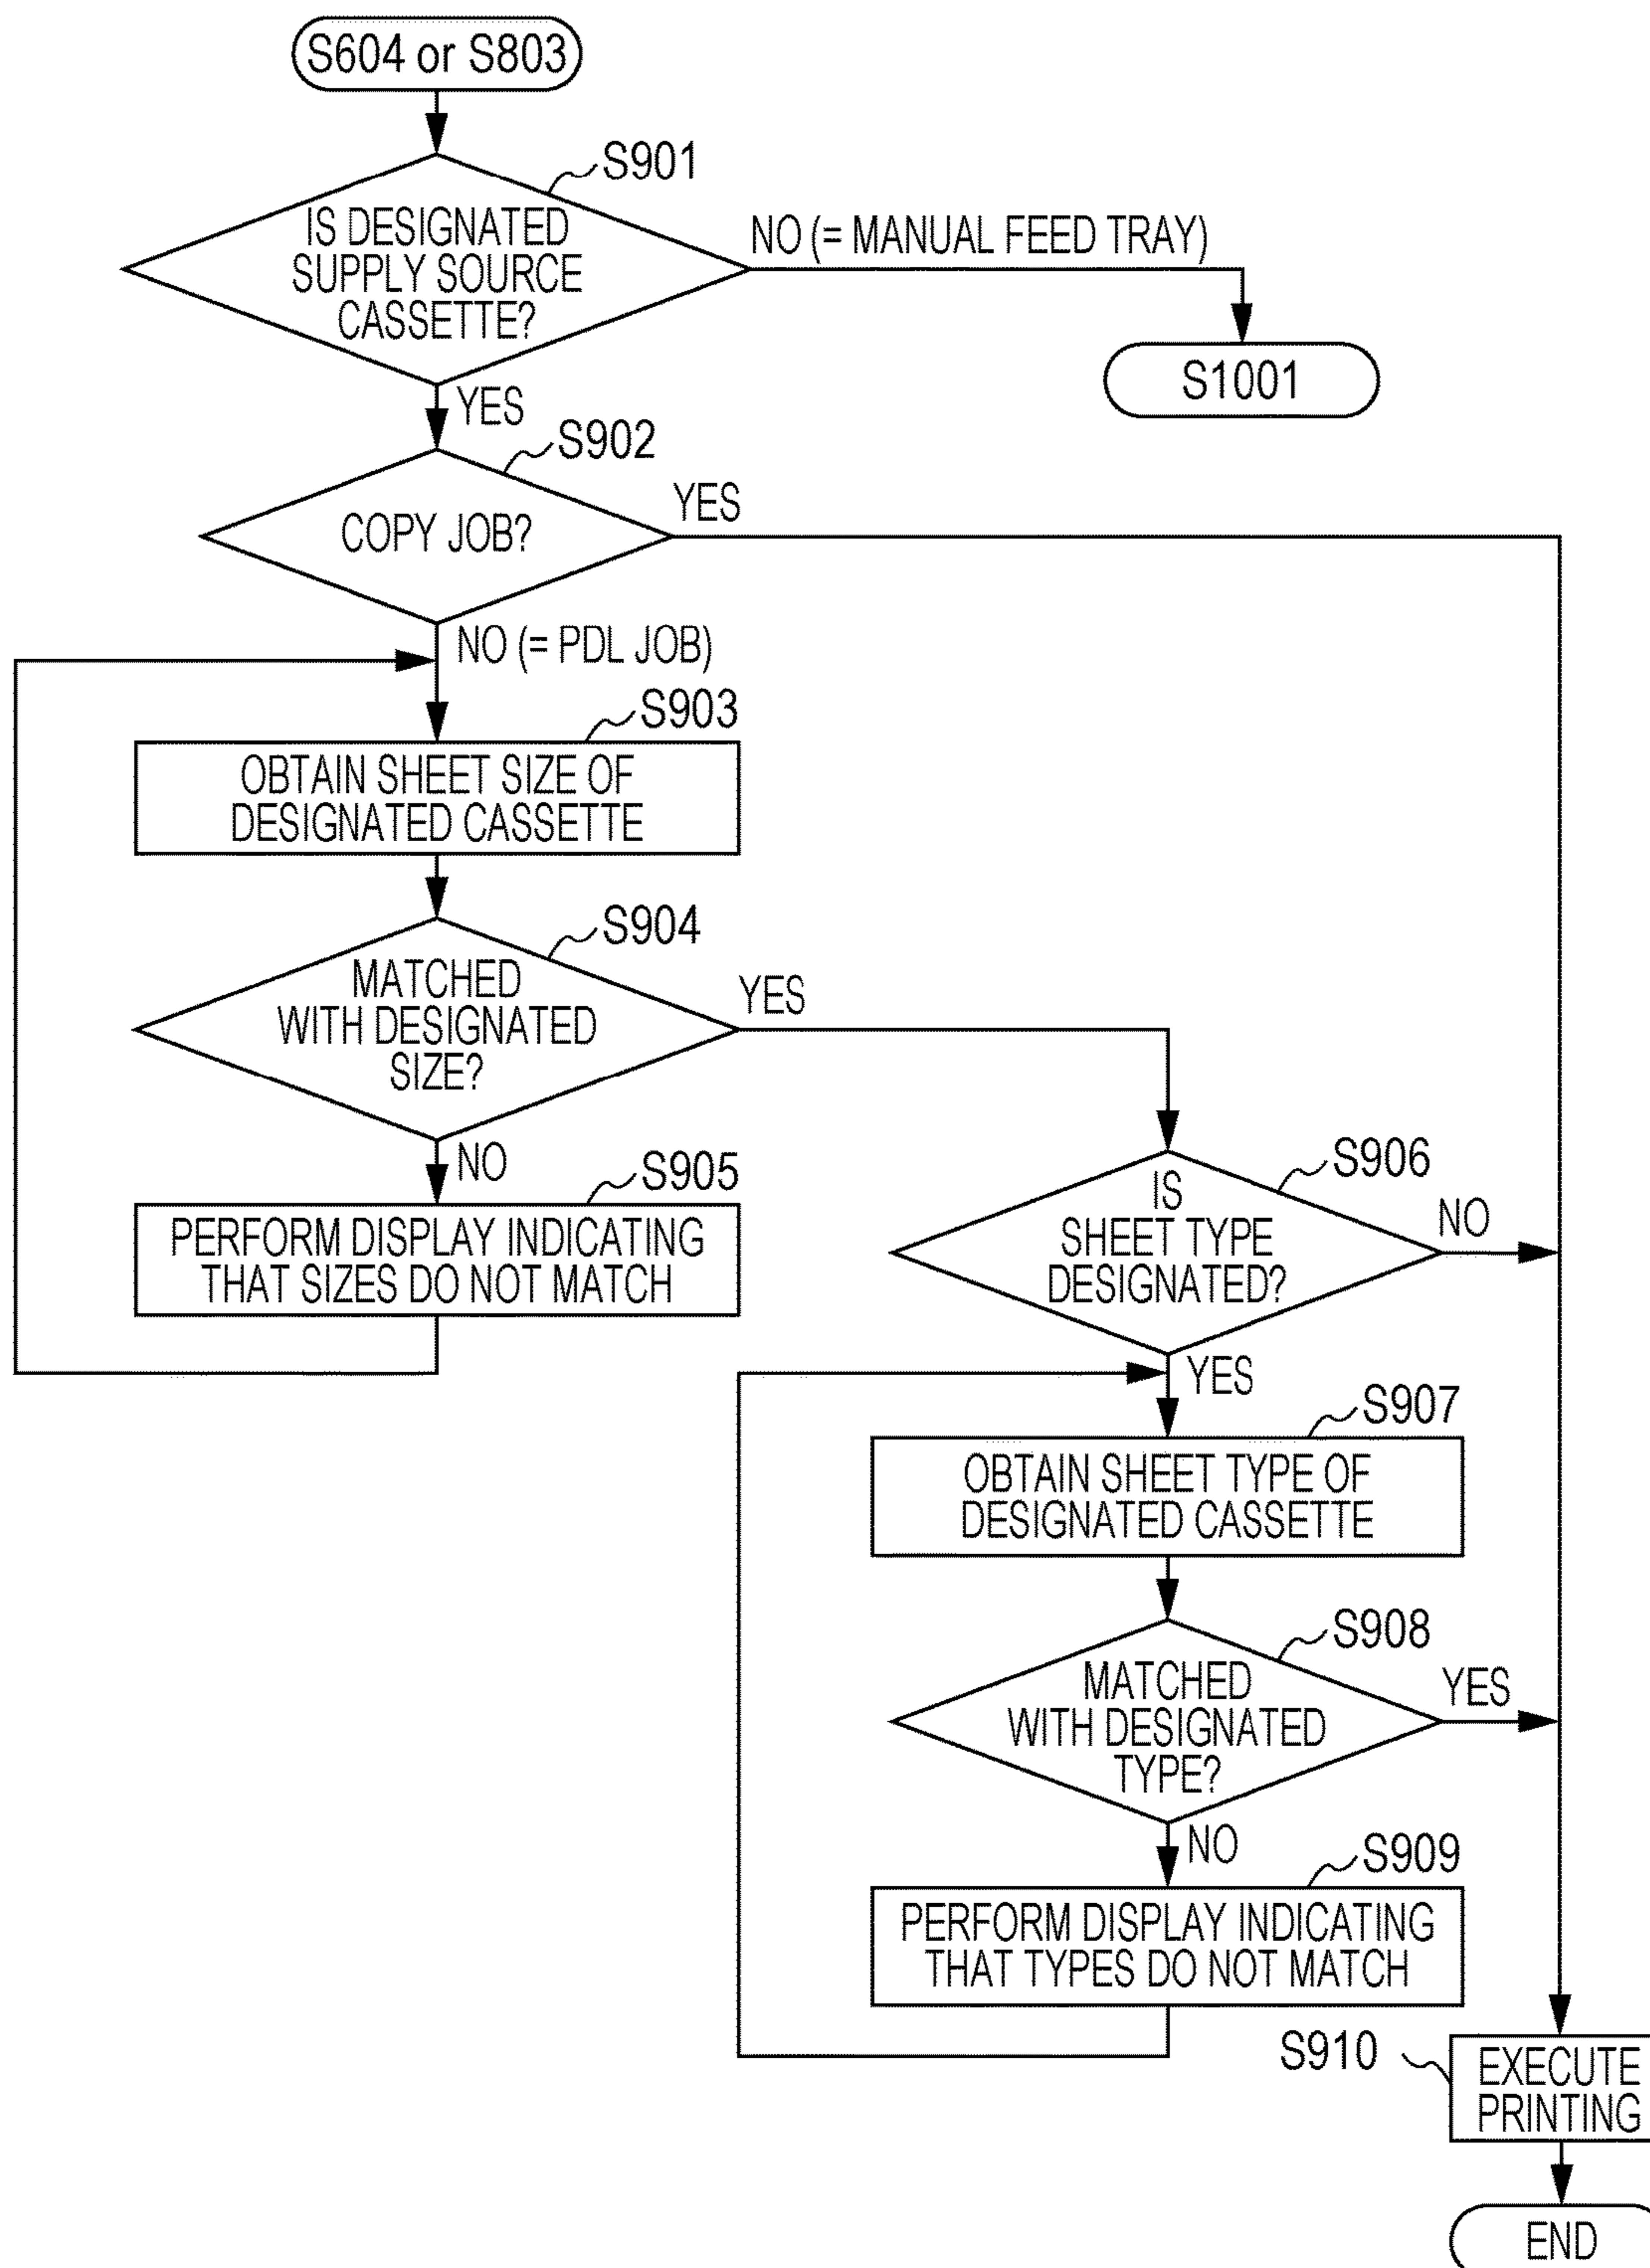 S604 or S803
S901
IS DESIGNATED
SUPPLY SOURCE
CASSETTE?
NO (= MANUAL FEED TRAY)
S1001
YES
S902
COPY JOB?
YES
NO (= PDL JOB)
S903
OBTAIN SHEET SIZE OF
DESIGNATED CASSETTE
S904
MATCHED
WITH DESIGNATED
SIZE?
YES
NO
S905
PERFORM DISPLAY INDICATING
THAT SIZES DO NOT MATCH
S906
IS
SHEET TYPE
DESIGNATED?
NO
YES
S907
OBTAIN SHEET TYPE OF
DESIGNATED CASSETTE
S908
MATCHED
WITH DESIGNATED
TYPE?
YES
NO
S909
PERFORM DISPLAY INDICATING
THAT TYPES DO NOT MATCH
S910
EXECUTE
PRINTING
END